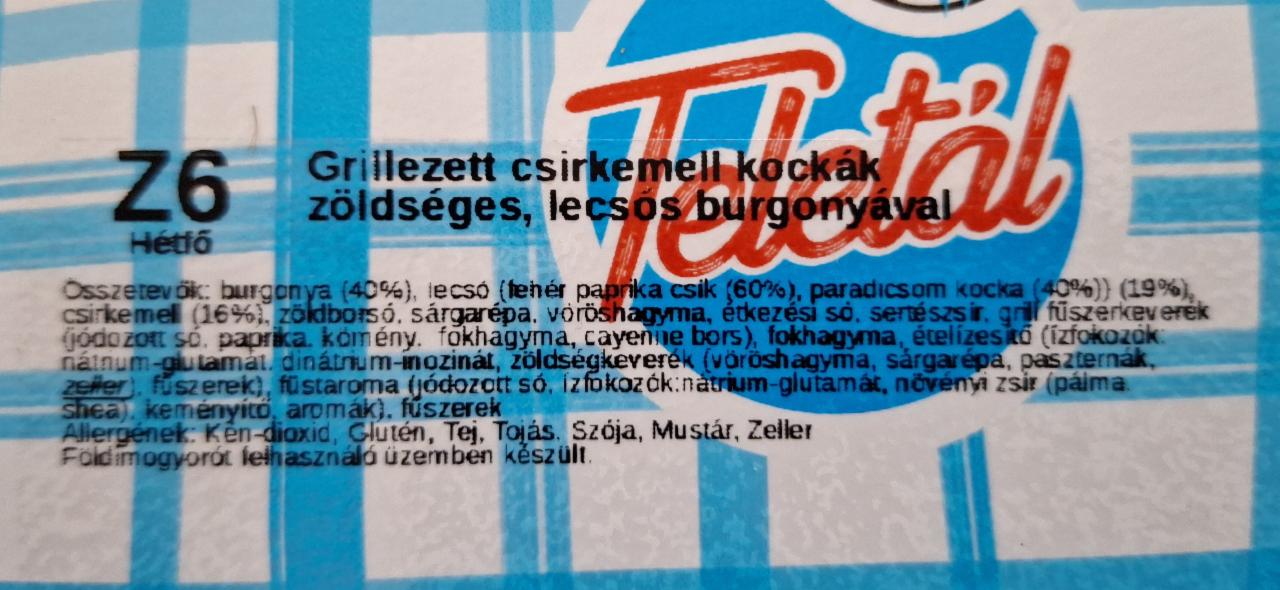 Teletál
Z6
Hétfő
Grillezett csirkemell kockák
zöldséges, lecsós burgonyával
Összetevők: burgonya (40%), lecsó (fehér paprika csík (60%), paradicsom kocka (40%)) (19%),
csirkemell (16%), zöldborsó, sárgarépa, vöröshagyma, étkezési só, sertészsír, grill fűszerkeverék
(jódozott só, paprika, kömény, fokhagyma, cayenne bors), fokhagyma, ételízesítő (ízfokozók:
nátrium-glutamát, dinátrium-inozinát, zöldségkeverék (vöröshagyma, sárgarépa, paszternák,
zeller), fűszerek), füstaroma (jódozott só, ízfokozók:nátrium-glutamát, növényi zsír (pálma,
shea), keményítő, aromák), fűszerek
Allergének: Kén-dioxid, Glutén, Tej, Tojás, Szója, Mustár, Zeller
Földimogyorót felhasználó üzemben készült.